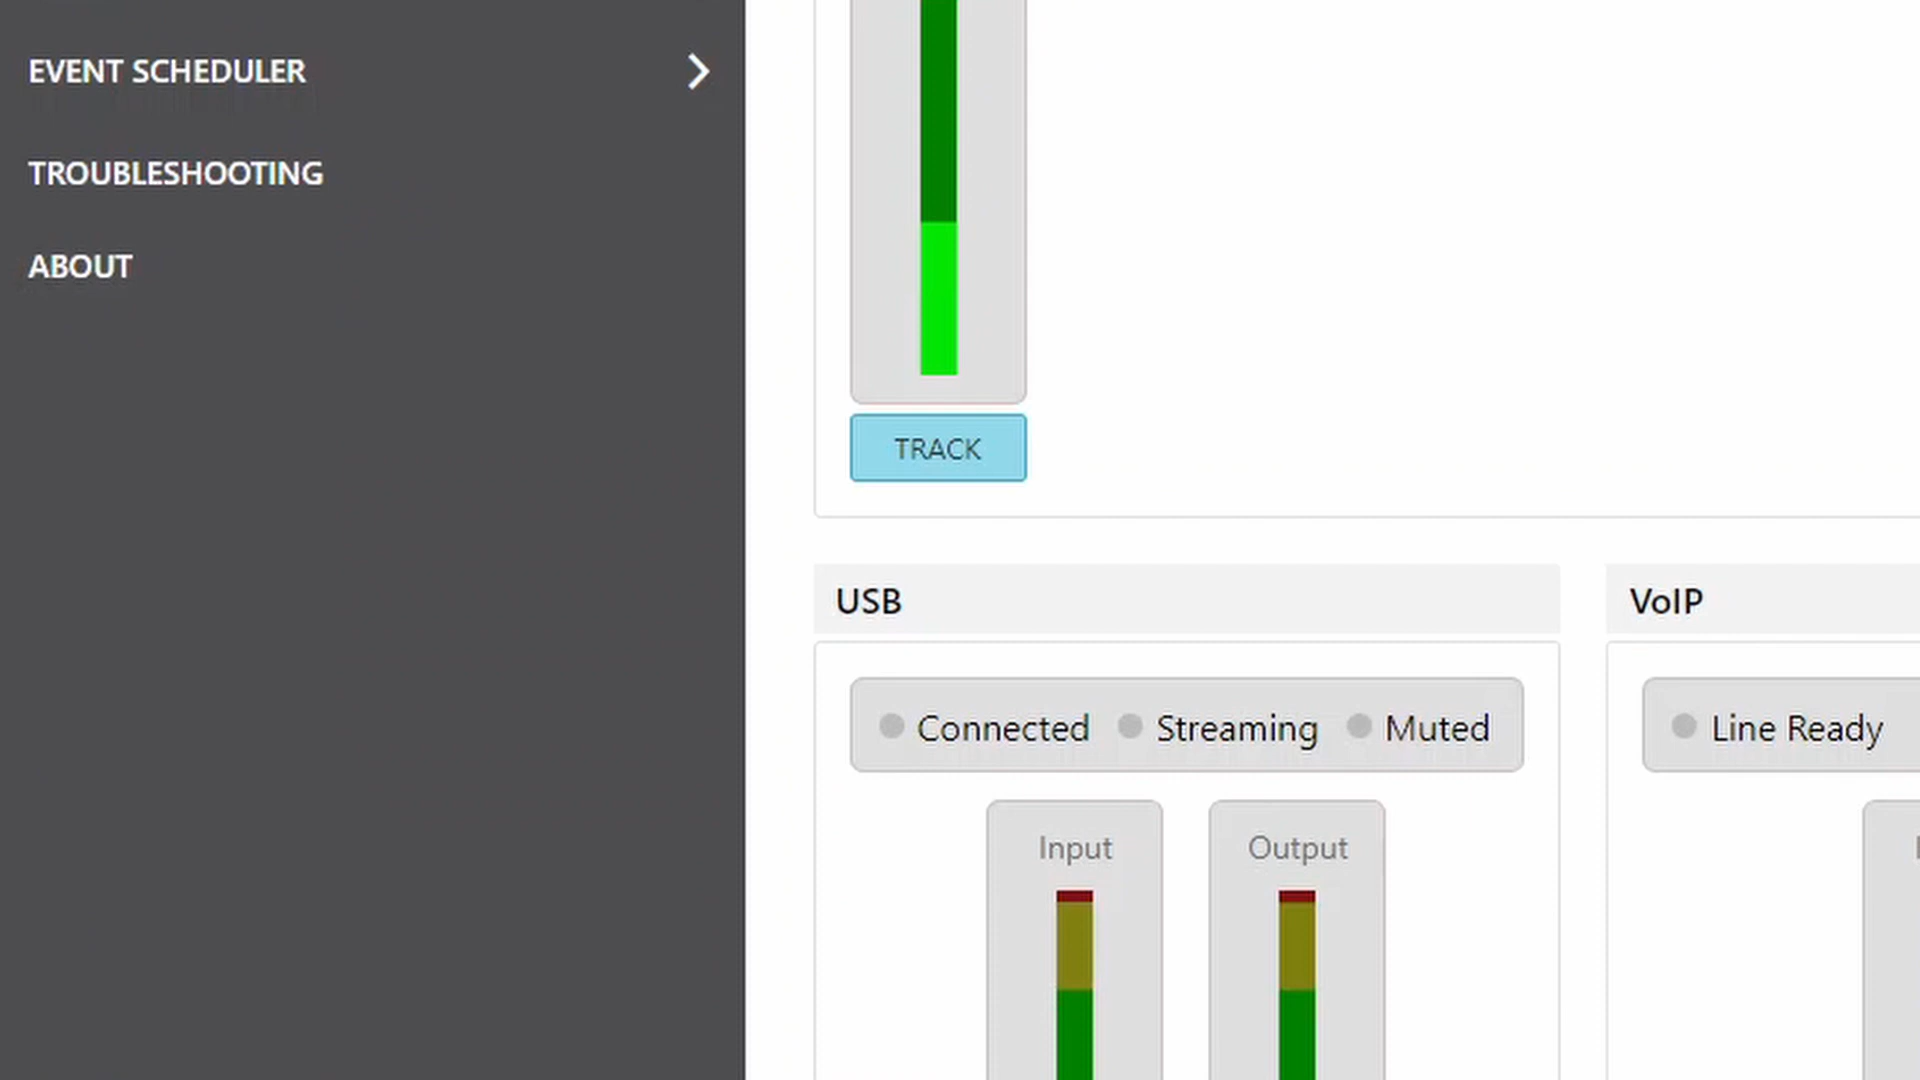 EVENT SCHEDULER
TROUBLESHOOTING
ABOUT
TRACK
USB
VoIP
Connected
Streaming
Muted
Line Ready
Input
Output